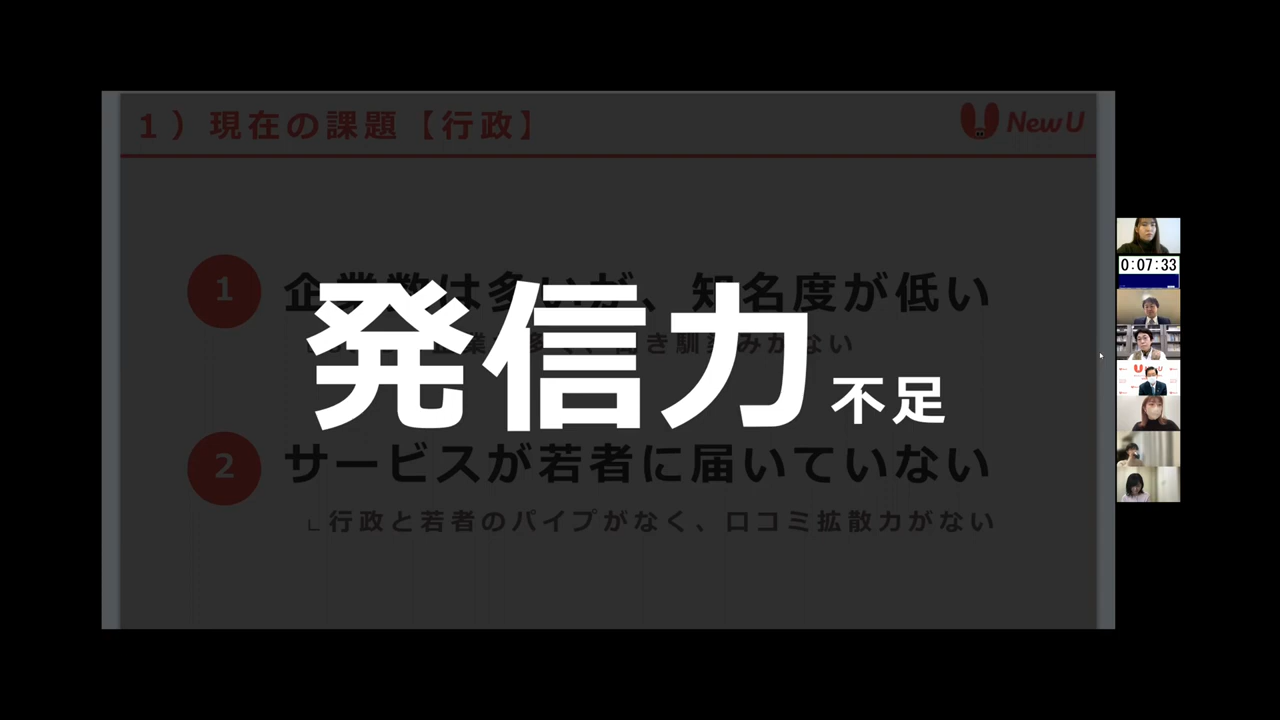 1）現在の課題【行政】
New U
1
企業数は多いが、知名度が低い
発信力不足
2
サービスが若者に届いていない
∟行政と若者のパイプがなく、口コミ拡散力がない
0:07:33